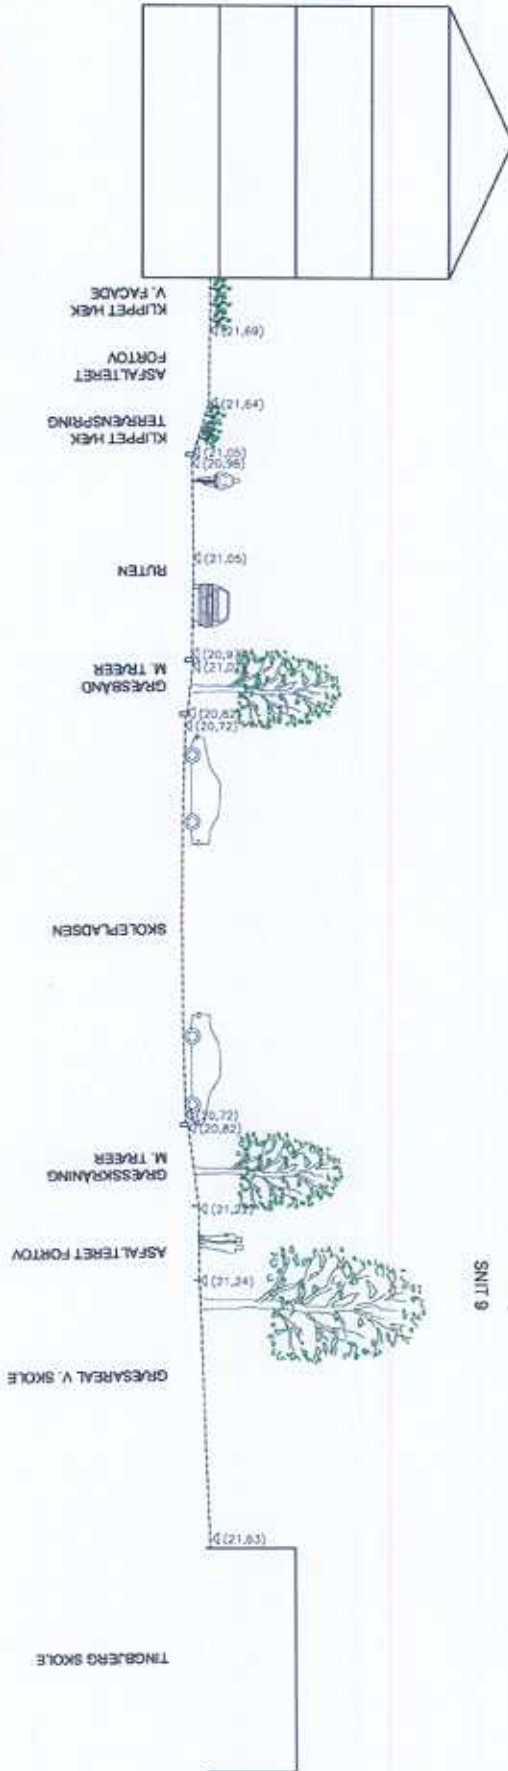 SNIT 9
KLIPPET HÆK
V. FACADE
(21,69)
ASFALTERET
FORTOV
(21,64)
KLIPPET HÆK
TERRÆNSPRING
(21,05)
(20,96)
RUTEN
(21,05)
GRÆSBÅND
M. TRÆER
(20,82)
(20,72)
SKOLEPLADSEN
(20,72)
(20,82)
GRÆSSKRÅNING
M. TRÆER
ASFALTERET FORTOV
(21,24)
GRÆSAREAL V. SKOLE
(21,63)
TINGBJERG SKOLE